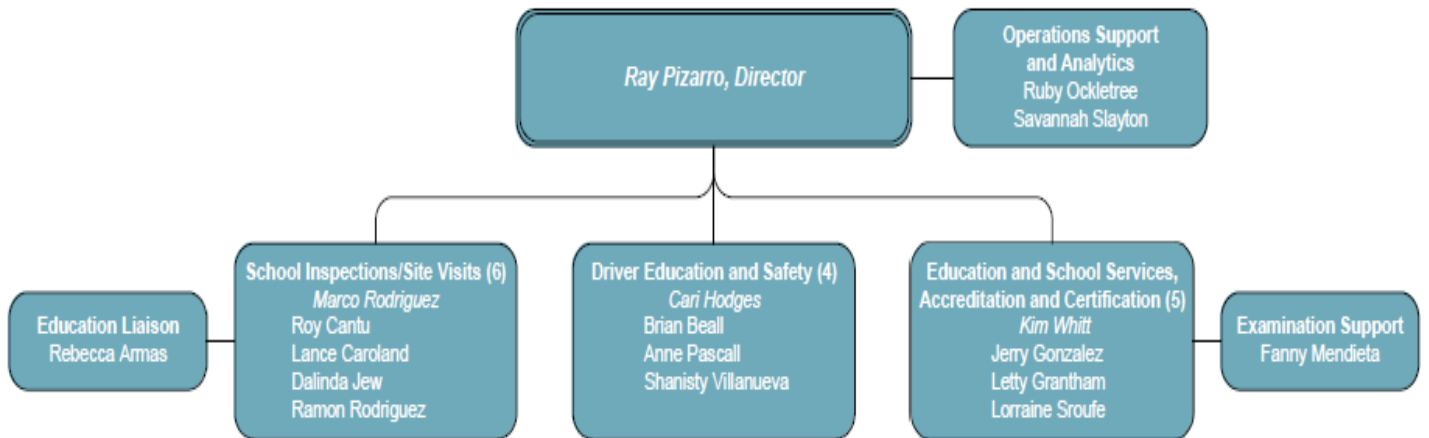 Ray Pizarro, Director
Operations Support
and Analytics
Ruby Ockletree
Savannah Slayton
Education Liaison
Rebecca Armas
School Inspections/Site Visits (6)
Marco Rodriguez
Roy Cantu
Lance Caroland
Dalinda Jew
Ramon Rodriguez
Driver Education and Safety (4)
Cari Hodges
Brian Beall
Anne Pascall
Shanisty Villanueva
Education and School Services,
Accreditation and Certification (5)
Kim Whitt
Jerry Gonzalez
Letty Grantham
Lorraine Sroufe
Examination Support
Fanny Mendieta